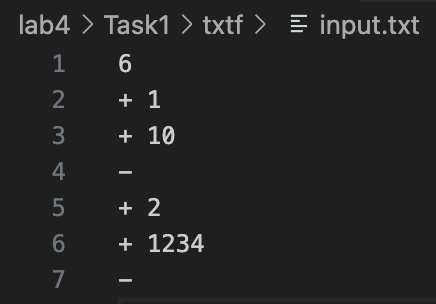 lab4 > Task1 > txtf > input.txt
1 6
2 + 1
3 + 10
4 -
5 + 2
6 + 1234
7 -